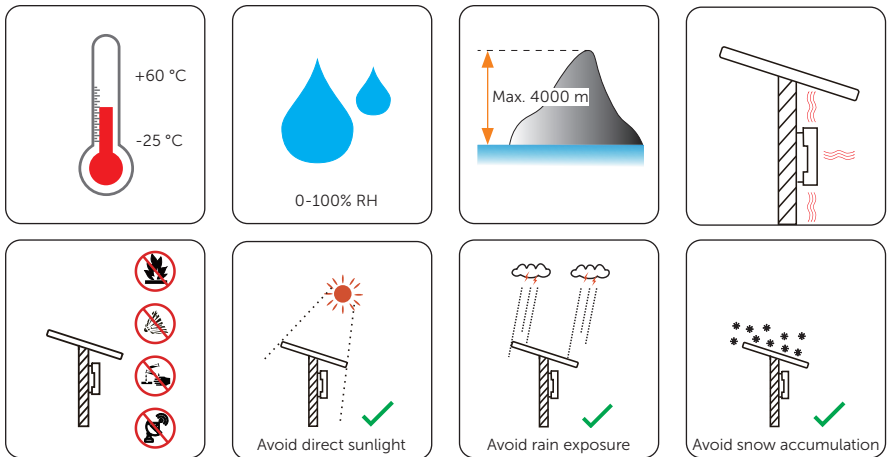 +60 °C
-25 °C
0-100% RH
Max. 4000 m
Avoid direct sunlight
Avoid rain exposure
Avoid snow accumulation